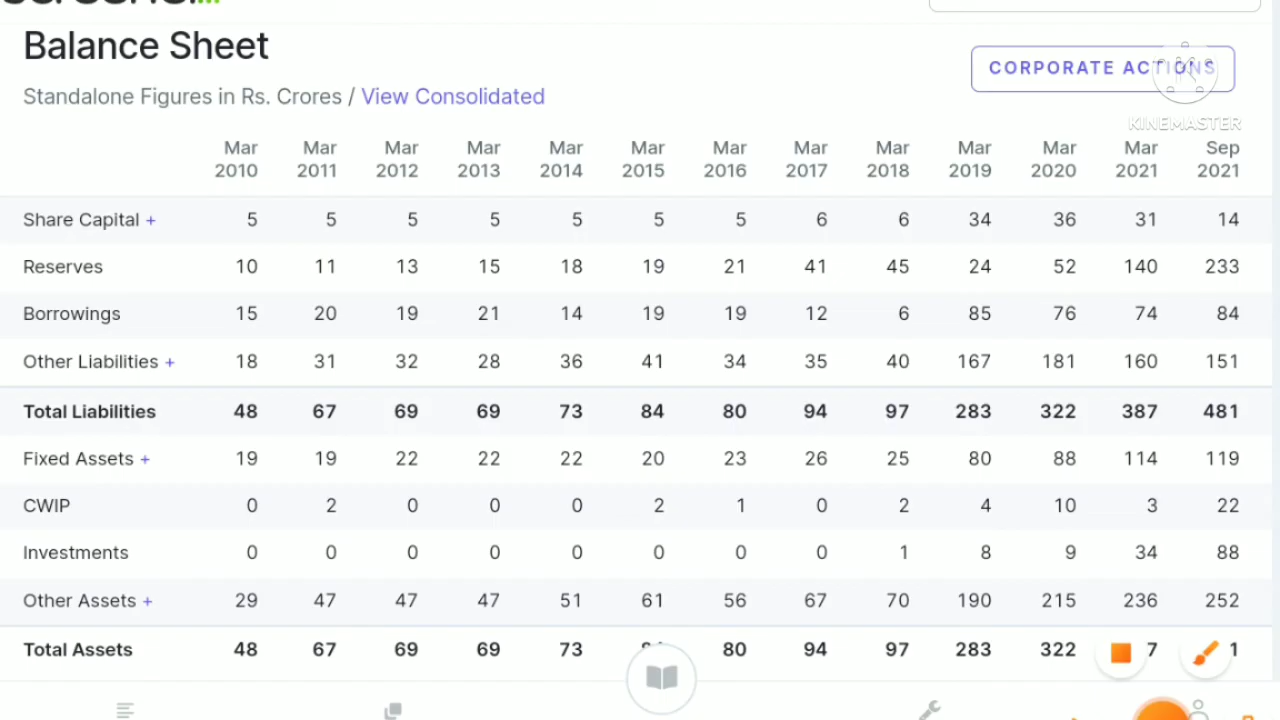 Balance Sheet
CORPORATE ACTIONS
Standalone Figures in Rs. Crores / View Consolidated
KINEMASTER
Mar 2010 Mar 2011 Mar 2012 Mar 2013 Mar 2014 Mar 2015 Mar 2016 Mar 2017 Mar 2018 Mar 2019 Mar 2020 Mar 2021 Sep 2021
Share Capital + 5 5 5 5 5 5 5 6 6 34 36 31 14
Reserves 10 11 13 15 18 19 21 41 45 24 52 140 233
Borrowings 15 20 19 21 14 19 19 12 6 85 76 74 84
Other Liabilities + 18 31 32 28 36 41 34 35 40 167 181 160 151
Total Liabilities 48 67 69 69 73 84 80 94 97 283 322 387 481
Fixed Assets + 19 19 22 22 22 20 23 26 25 80 88 114 119
CWIP 0 2 0 0 0 2 1 0 2 4 10 3 22
Investments 0 0 0 0 0 0 0 0 1 8 9 34 88
Other Assets + 29 47 47 47 51 61 56 67 70 190 215 236 252
Total Assets 48 67 69 69 73 80 94 97 283 322 7 1